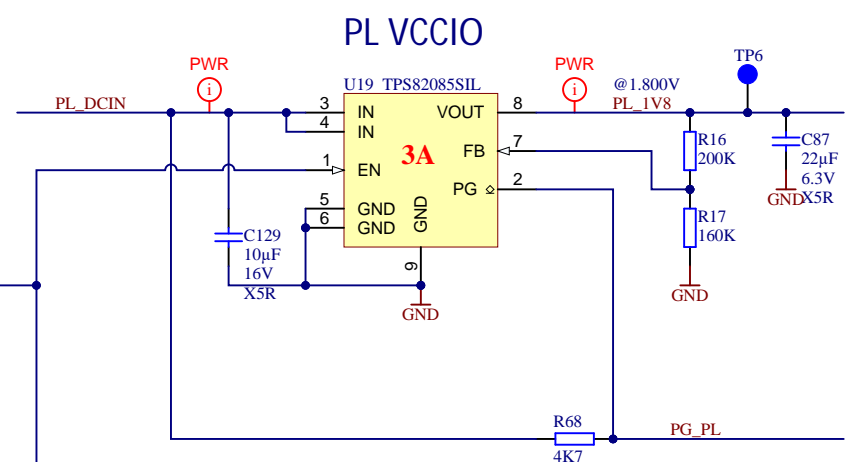 PL VCCIO
PWR
PWR
TP6
U19 TPS82085SIL
@1.800V
PL_DCIN
PL_1V8
i
i
3 IN VOUT 8
4 IN
3A
FB 7
1 EN
PG 2
5 GND
6 GND
GND
9
R16
200K
C87
22µF
6.3V
X5R
GND
R17
160K
GND
C129
10µF
16V
X5R
GND
R68
4K7
PG_PL